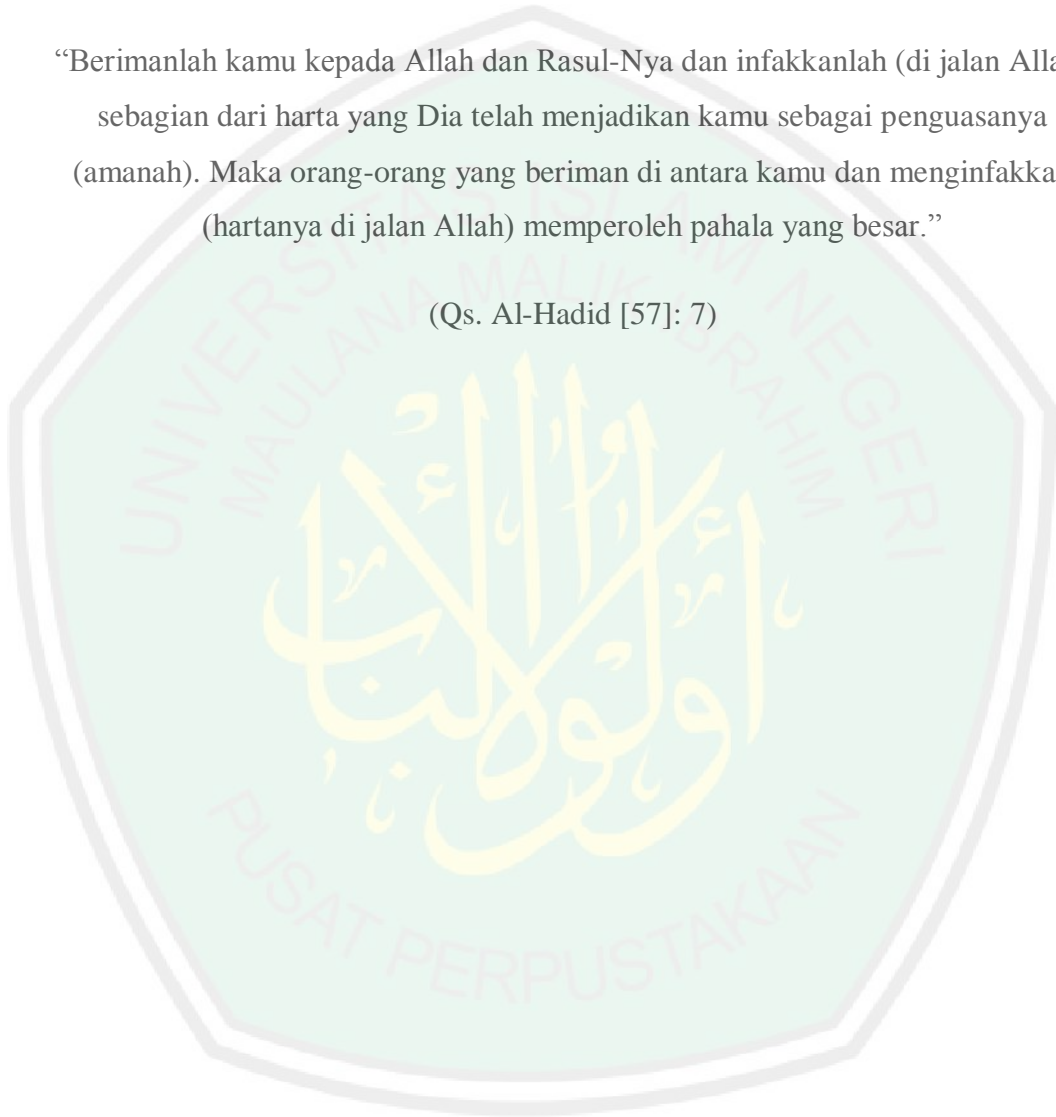 “Berimanlah kamu kepada Allah dan Rasul-Nya dan infakkanlah (di jalan Alla
sebagian dari harta yang Dia telah menjadikan kamu sebagai penguasanya
(amanah). Maka orang-orang yang beriman di antara kamu dan menginfakka
(hartanya di jalan Allah) memperoleh pahala yang besar.”
(Qs. Al-Hadid [57]: 7)
UNIVERSITAS ISLAM NEGERI
MAULANA MALIK IBRAHIM
أولوا الألباب
PUSAT PERPUSTAKAAN